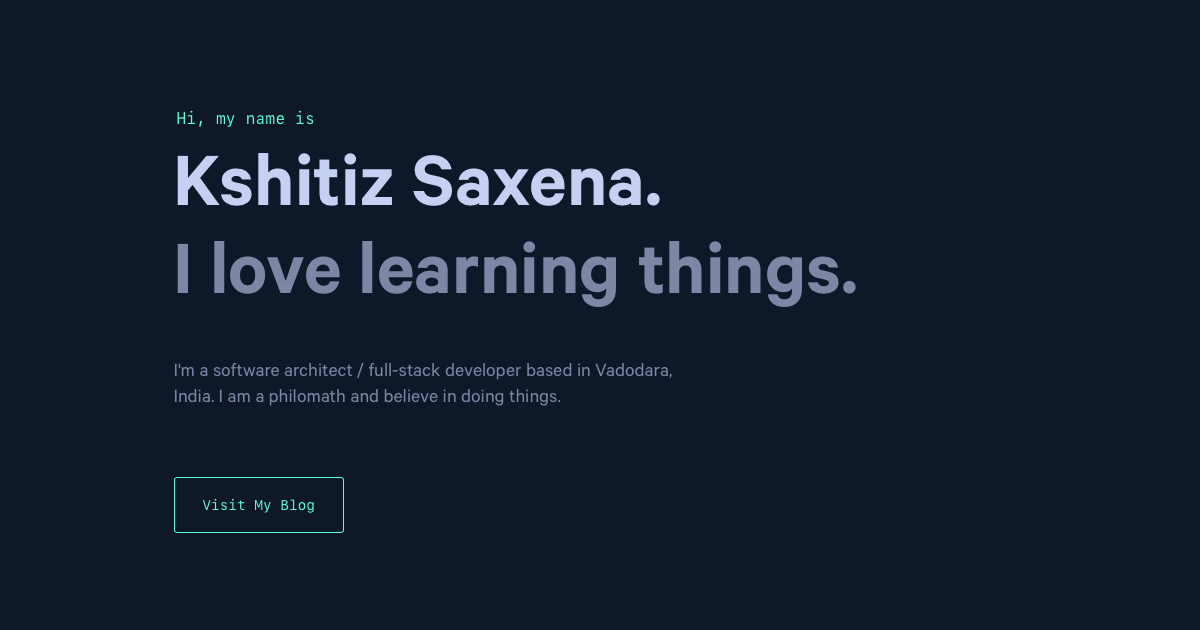 Hi, my name is
Kshitiz Saxena.
I love learning things.
I'm a software architect / full-stack developer based in Vadodara,
India. I am a philomath and believe in doing things.
Visit My Blog